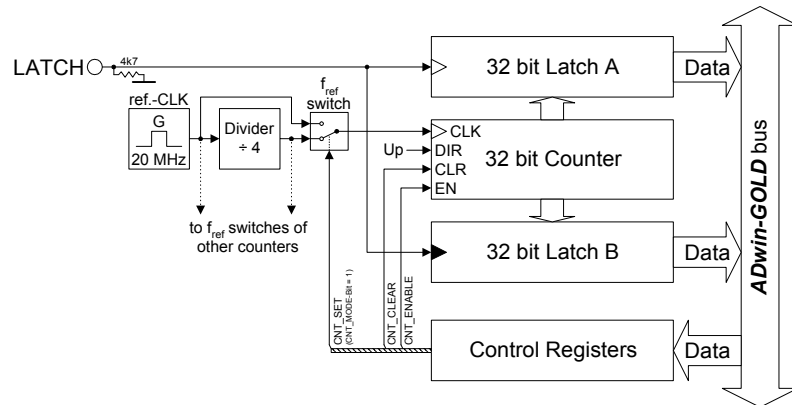 4k7
LATCH
32 bit Latch A
Data
f_ref
switch
ref.-CLK
G
20 MHz
Divider
÷ 4
CLK
Up
DIR
CLR
EN
32 bit Counter
to f_ref switches of
other counters
32 bit Latch B
Data
CNT_SET
(CNT_MODE-Bit = 1)
CNT_CLEAR
CNT_ENABLE
Control Registers
Data
ADwin-GOLD bus